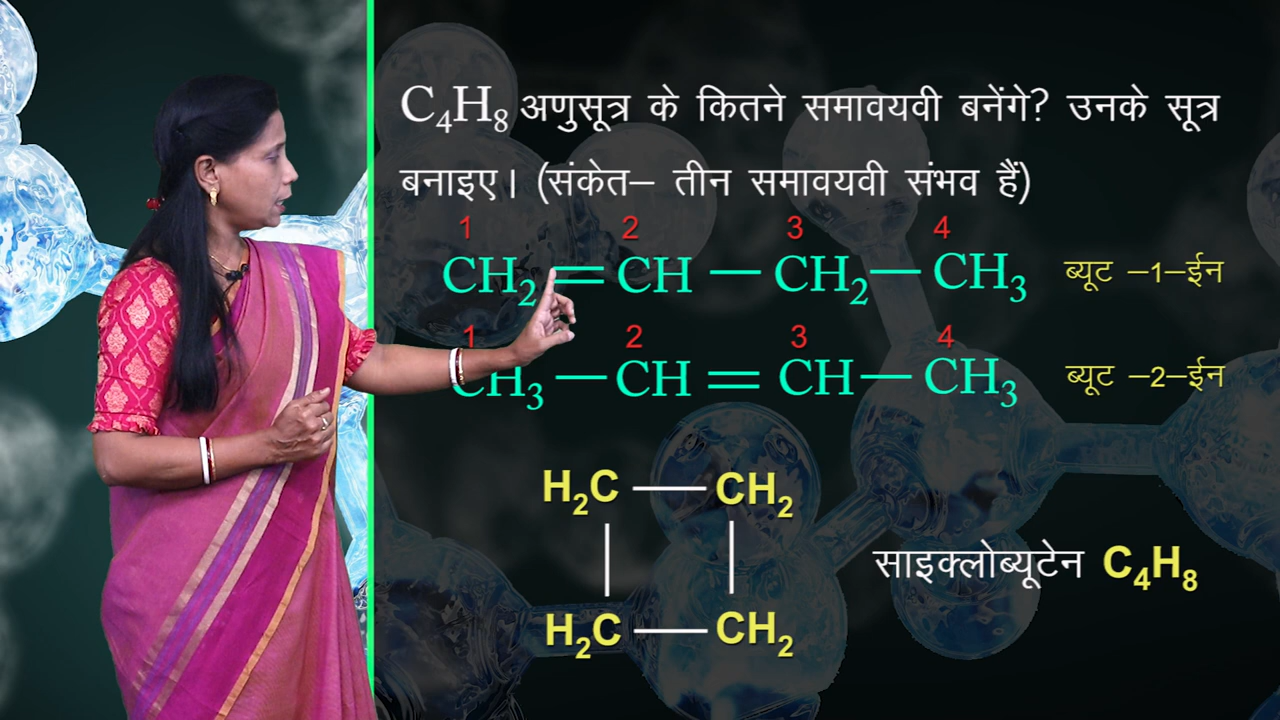 C₄H₈ अणुसूत्र के कितने समावयवी बनेंगे? उनके सूत्र
बनाइए। (संकेत– तीन समावयवी संभव हैं)
1 2 3 4
CH₂ = CH — CH₂ — CH₃ ब्यूट –1–ईन
1 2 3 4
CH₃ — CH = CH — CH₃ ब्यूट –2–ईन
H₂C — CH₂
साइक्लोब्यूटेन C₄H₈
H₂C — CH₂